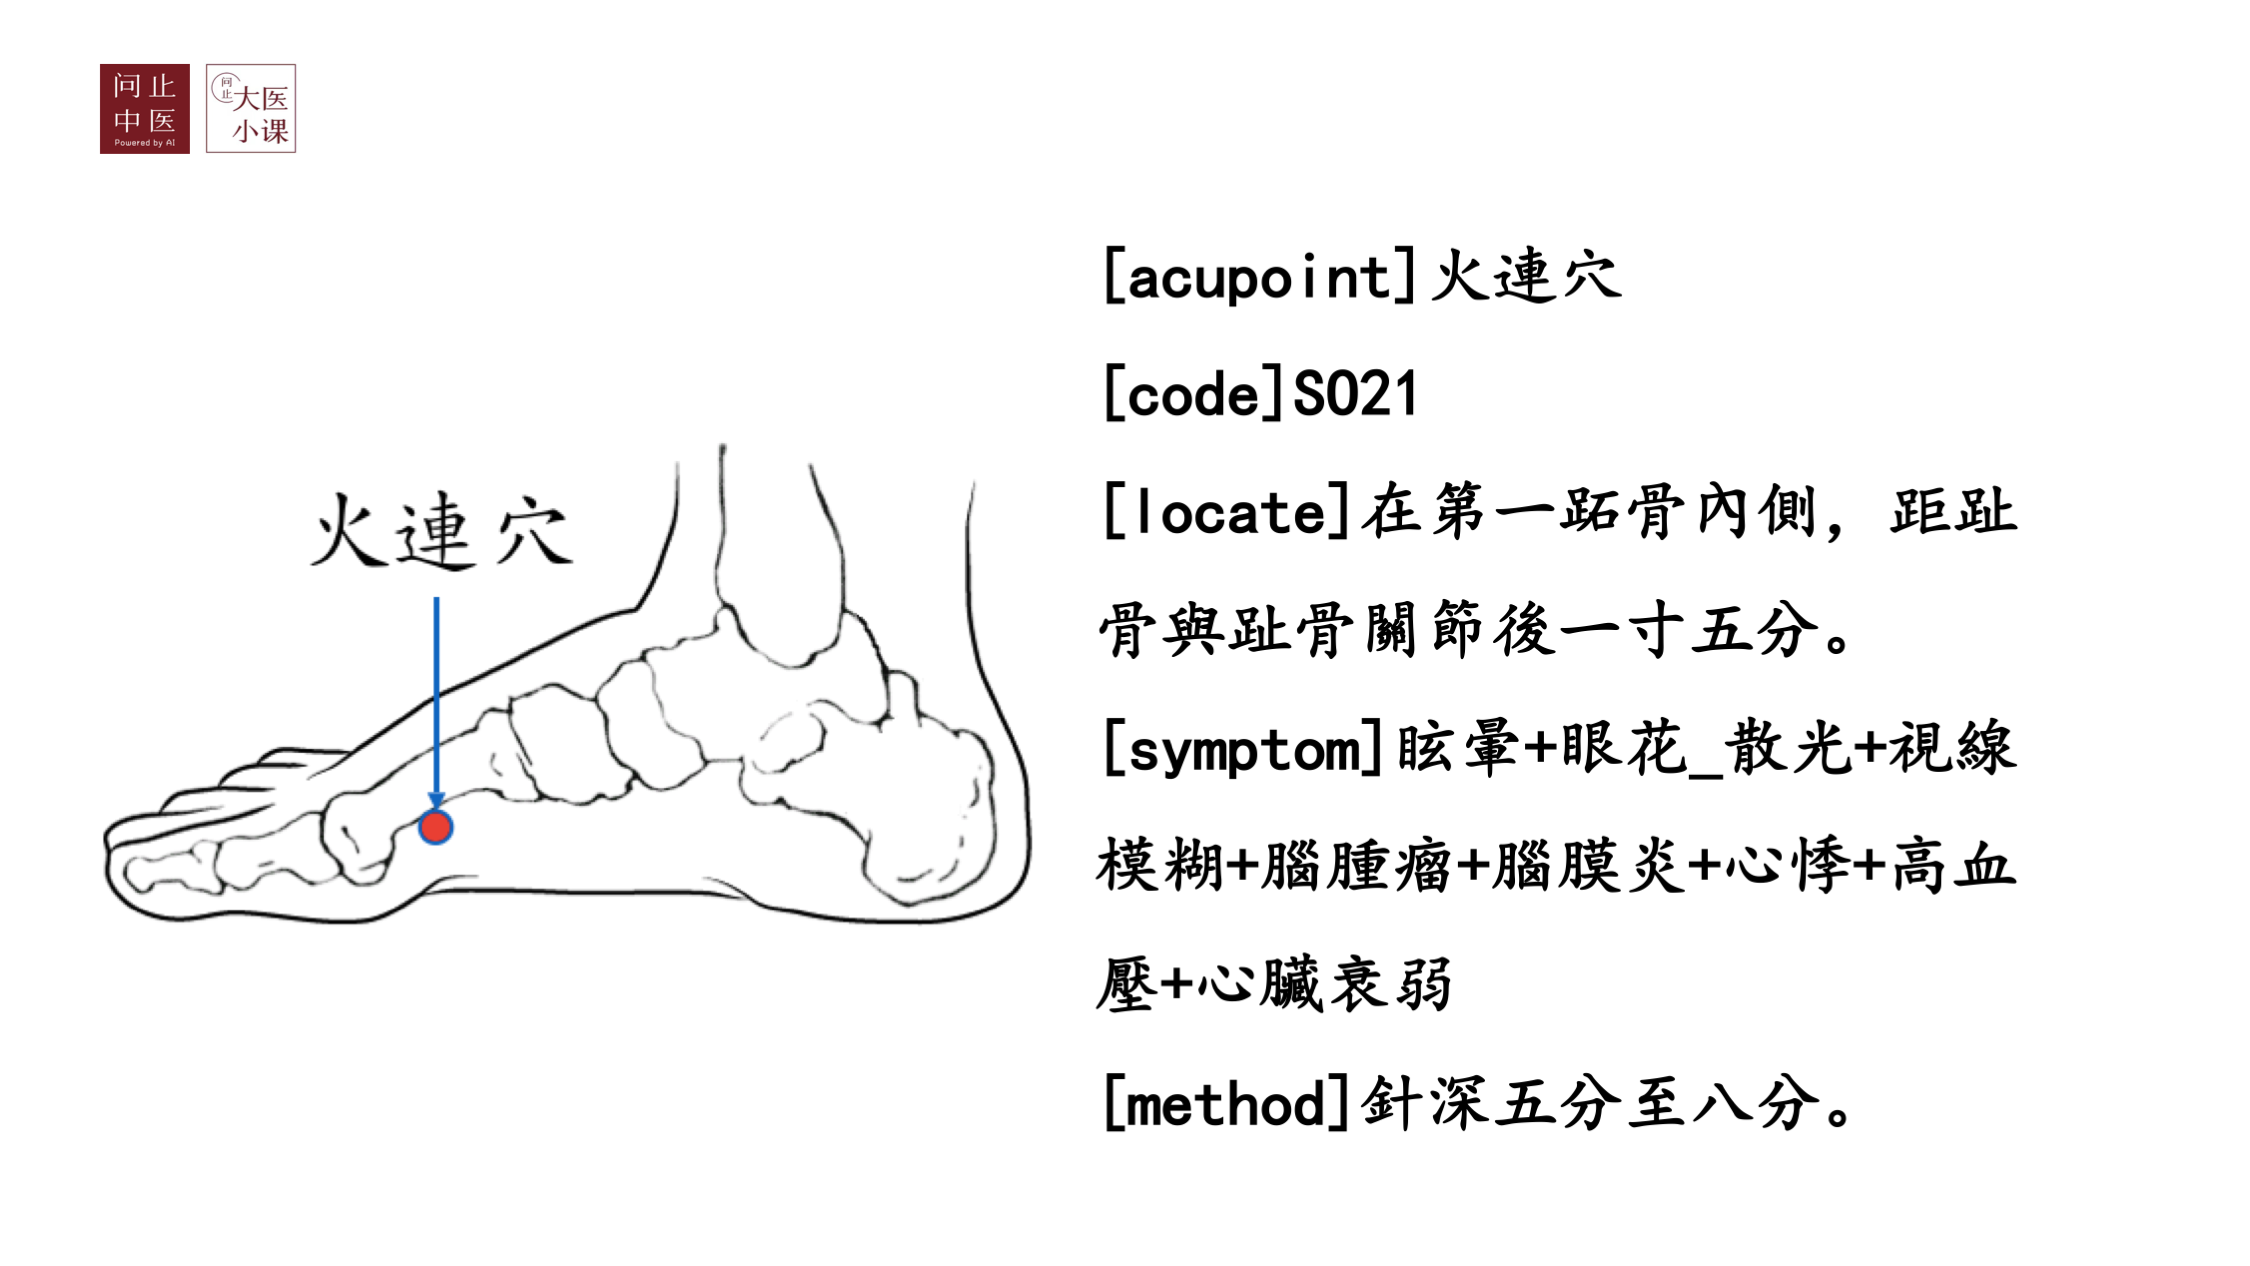 问止
中医
Powered by AI
问止
大医
小课
火連穴
[acupoint]火連穴
[code]S021
[locate]在第一跖骨內側，距趾
骨與趾骨關節後一寸五分。
[symptom]眩暈+眼花_散光+視線
模糊+腦腫瘤+腦膜炎+心悸+高血
壓+心臟衰弱
[method]針深五分至八分。